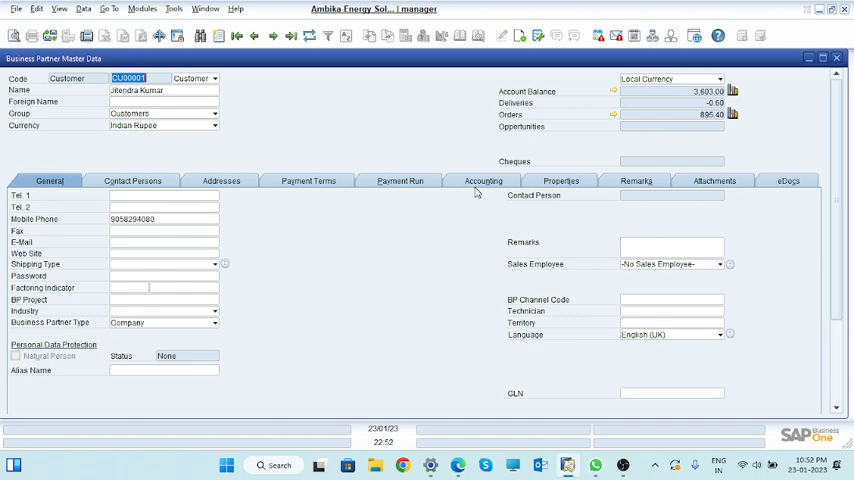 File Edit View Data Go To Modules Tools Window Help Ambika Energy Sol... | manager
Business Partner Master Data
Code Customer CU00001 Customer
Name Jitendra Kumar
Foreign Name
Group Customers
Currency Indian Rupee
Local Currency
Account Balance 3,603.00
Deliveries -0.60
Orders 895.40
Opportunities
Cheques
General Contact Persons Addresses Payment Terms Payment Run Accounting Properties Remarks Attachments eDocs
Tel. 1
Tel. 2
Mobile Phone 9058294080
Fax
E-Mail
Web Site
Shipping Type
Password
Factoring Indicator
BP Project
Industry
Business Partner Type Company
Personal Data Protection
Natural Person Status None
Alias Name
Contact Person
Remarks
Sales Employee -No Sales Employee-
BP Channel Code
Technician
Territory
Language English (UK)
GLN
23/01/23
22:52
SAP Business One
Search
ENG
IN
10:52 PM
23-01-2023